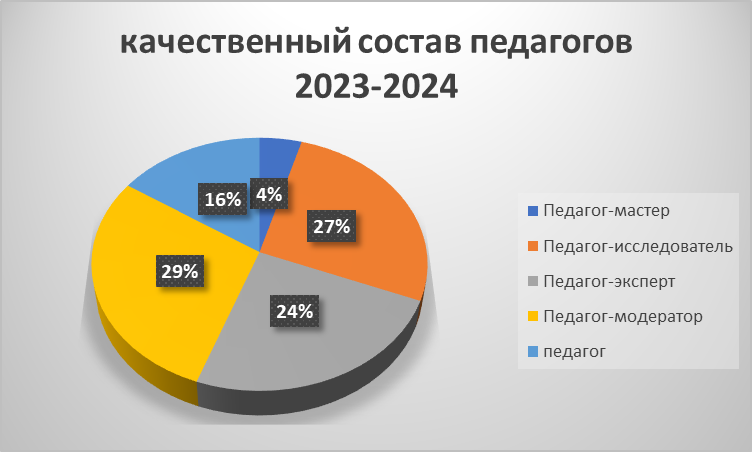 качественный состав педагогов
2023-2024
4%
27%
24%
29%
16%
Педагог-мастер
Педагог-исследователь
Педагог-эксперт
Педагог-модератор
педагог